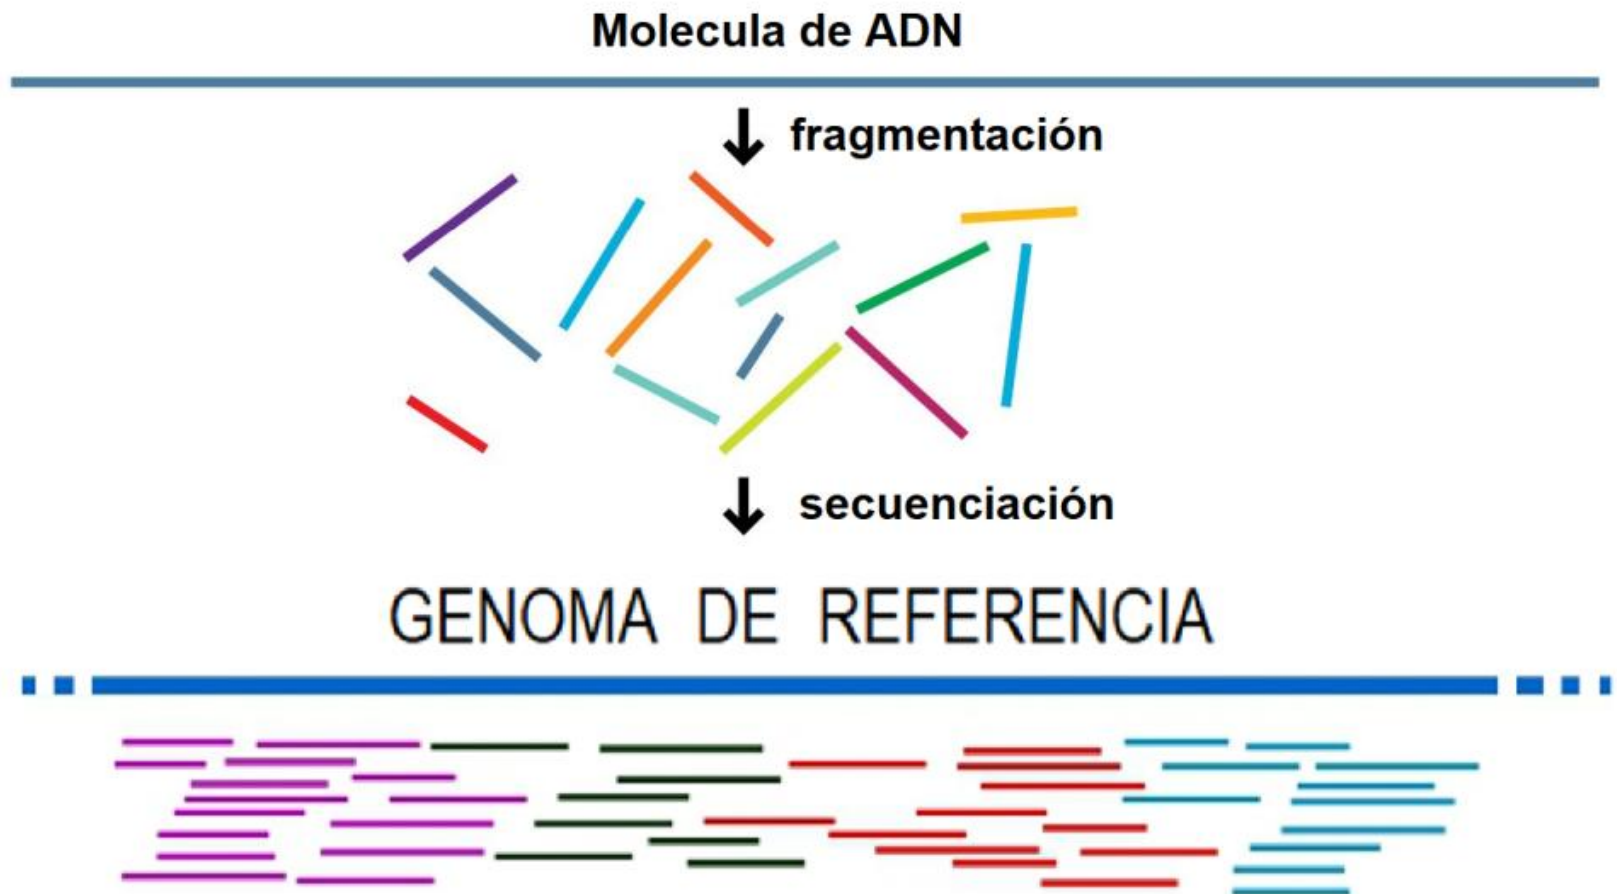 Molecula de ADN
fragmentación
secuenciación
GENOMA DE REFERENCIA